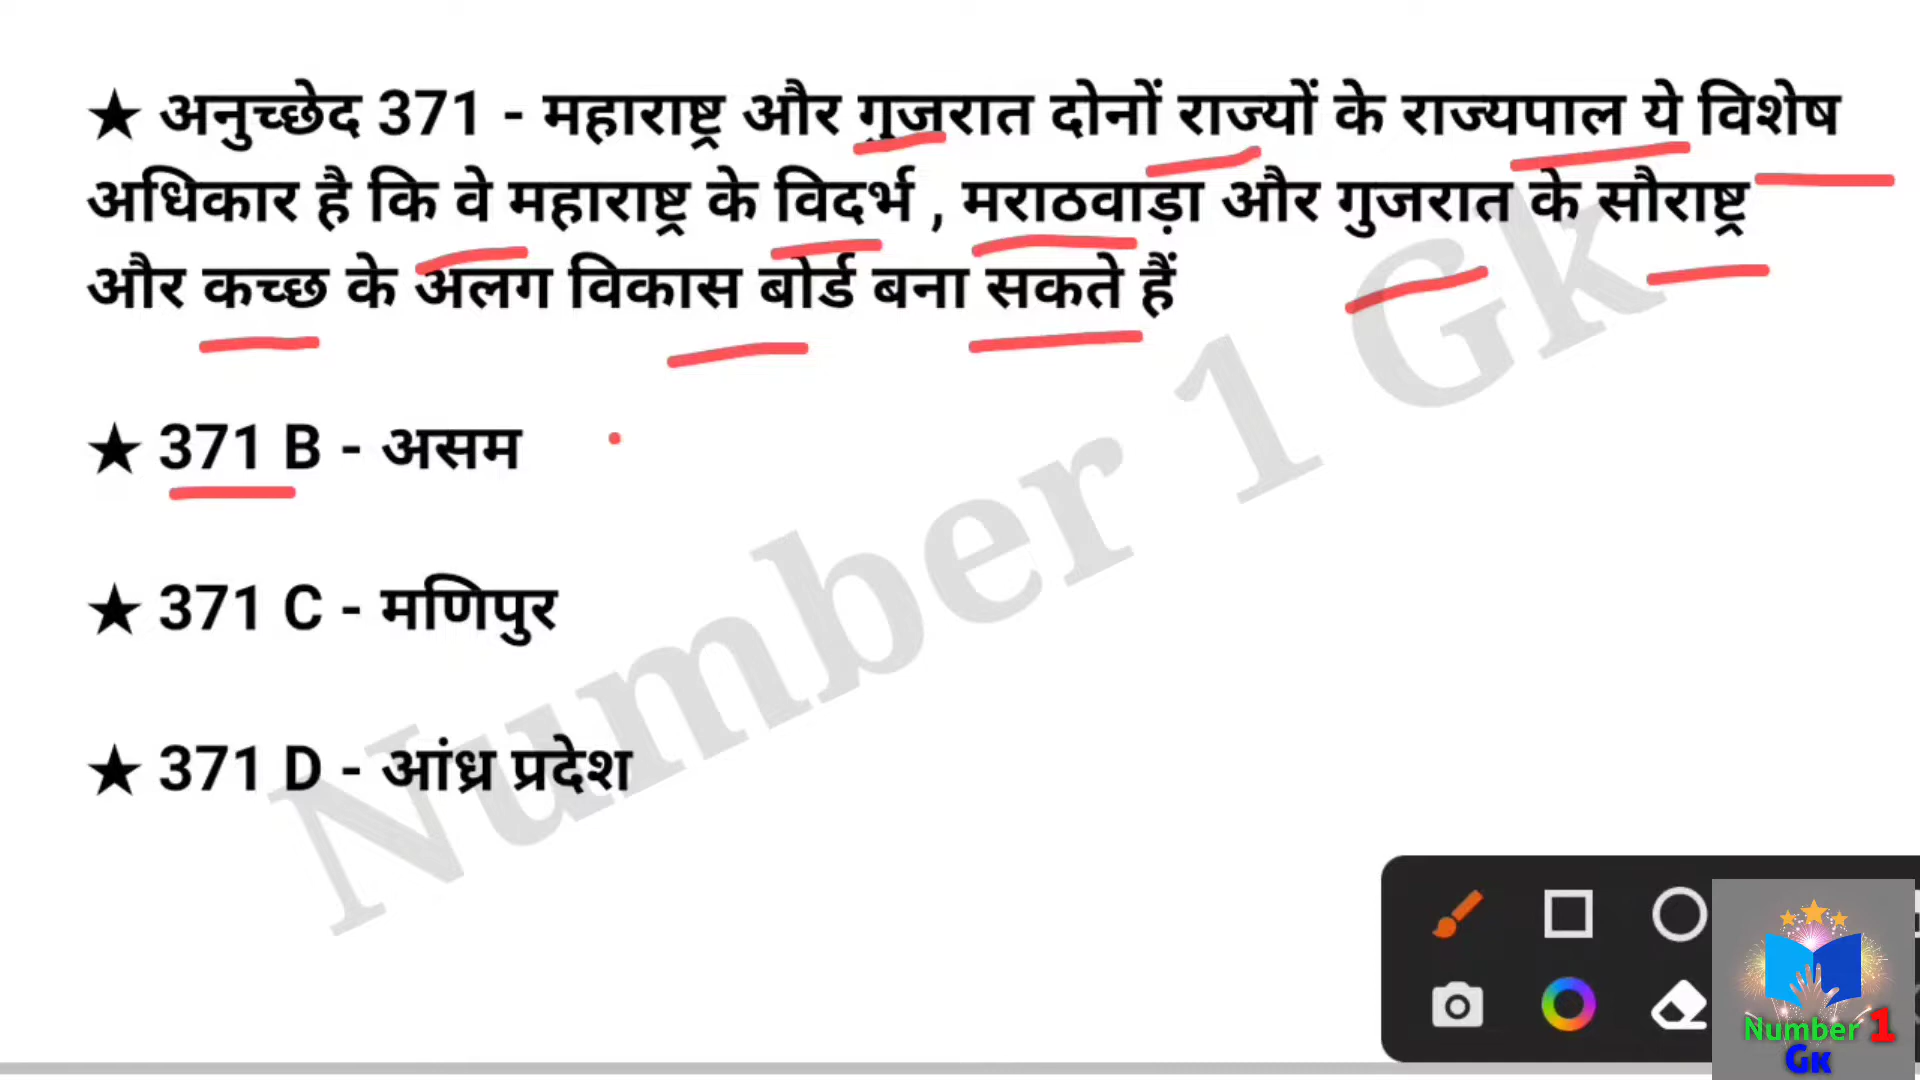 ★ अनुच्छेद 371 - महाराष्ट्र और गुजरात दोनों राज्यों के राज्यपाल ये विशेष
अधिकार है कि वे महाराष्ट्र के विदर्भ , मराठवाड़ा और गुजरात के सौराष्ट्र
और कच्छ के अलग विकास बोर्ड बना सकते हैं
★ 371 B - असम
★ 371 C - मणिपुर
★ 371 D - आंध्र प्रदेश
Number 1 Gk
Number 1
GK